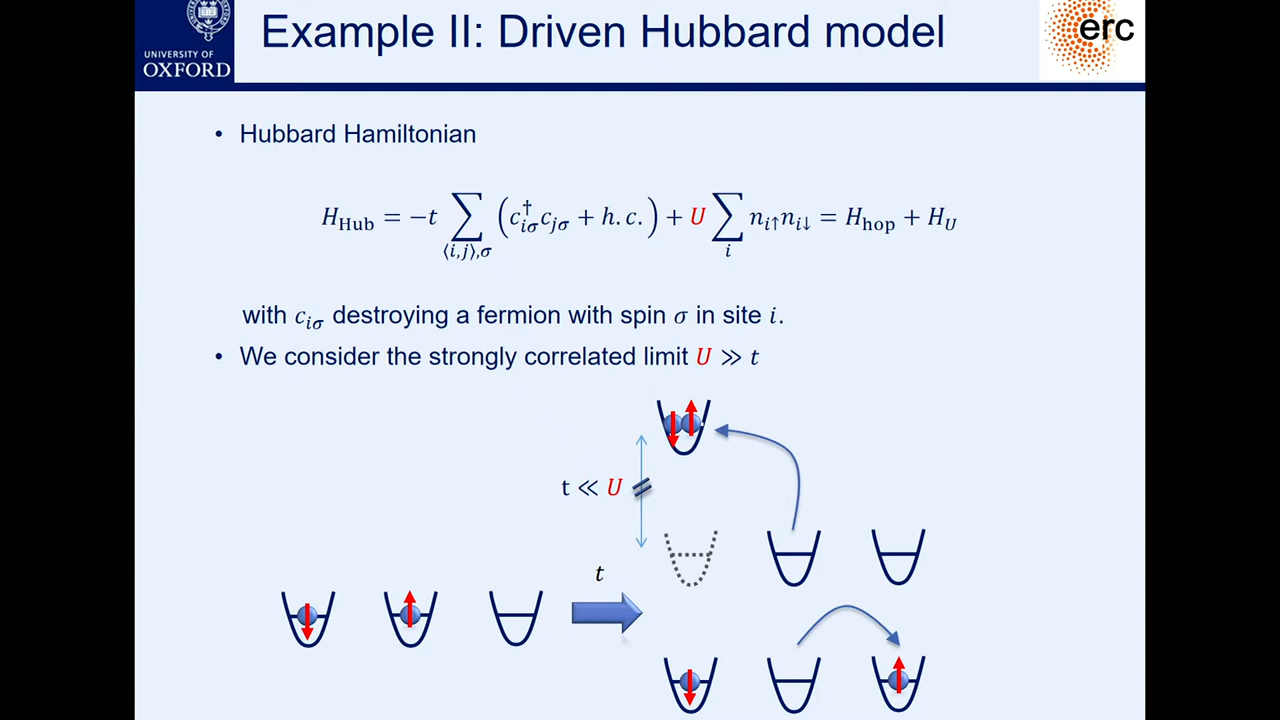 UNIVERSITY OF
OXFORD
Example II: Driven Hubbard model
erc
• Hubbard Hamiltonian
H_Hub = −t ∑_{⟨i,j⟩,σ} (c†_{iσ} c_{jσ} + h.c.) + U ∑_i n_{i↑} n_{i↓} = H_hop + H_U
with c_{iσ} destroying a fermion with spin σ in site i.
• We consider the strongly correlated limit U ≫ t
t ≪ U
t